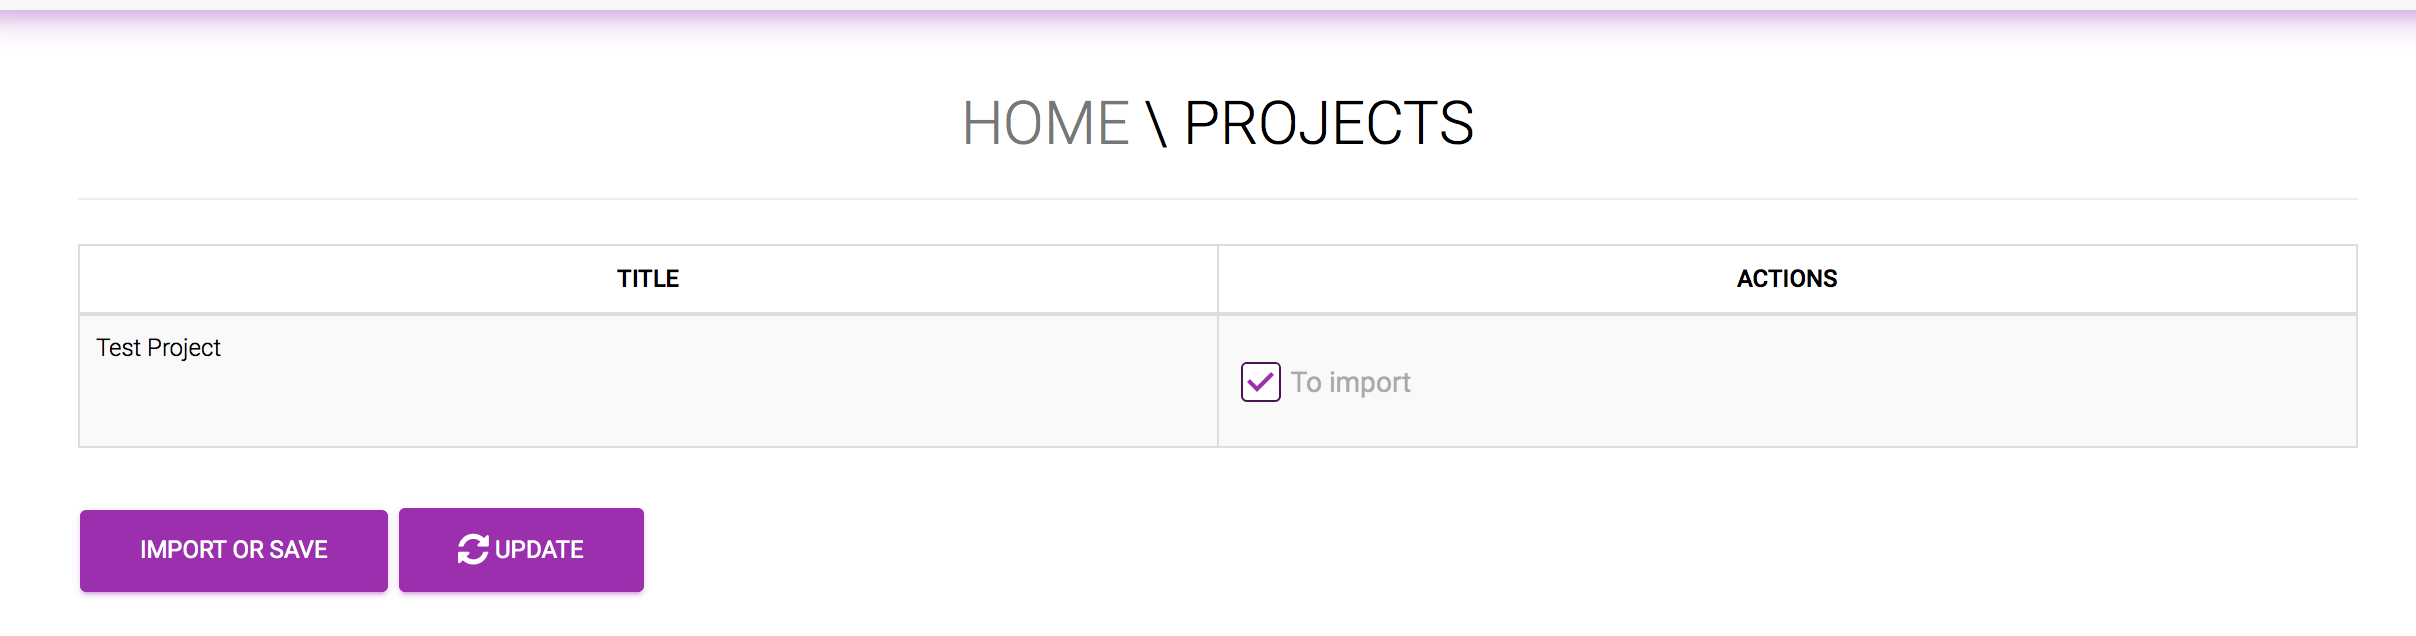 HOME \ PROJECTS
TITLE ACTIONS
Test Project
To import
IMPORT OR SAVE UPDATE